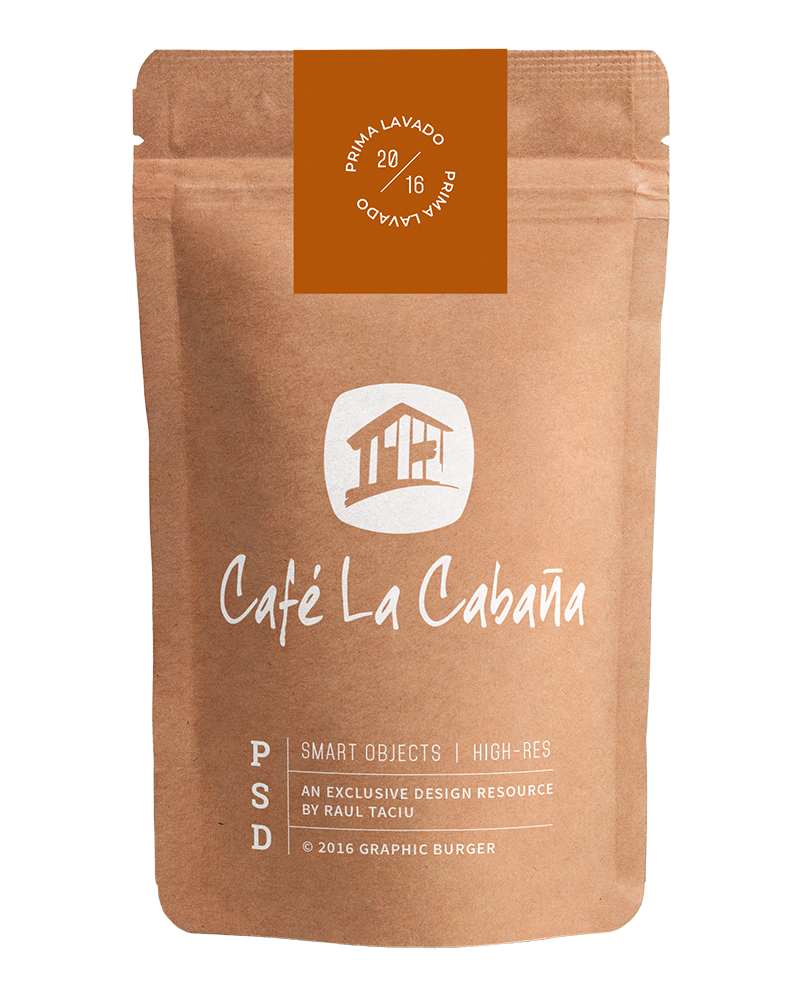 PRIMA LAVADO
20/16
PRIMA LAVADO
Café La Cabaña
PSD
SMART OBJECTS | HIGH-RES
AN EXCLUSIVE DESIGN RESOURCE
BY RAUL TACIU
© 2016 GRAPHIC BURGER